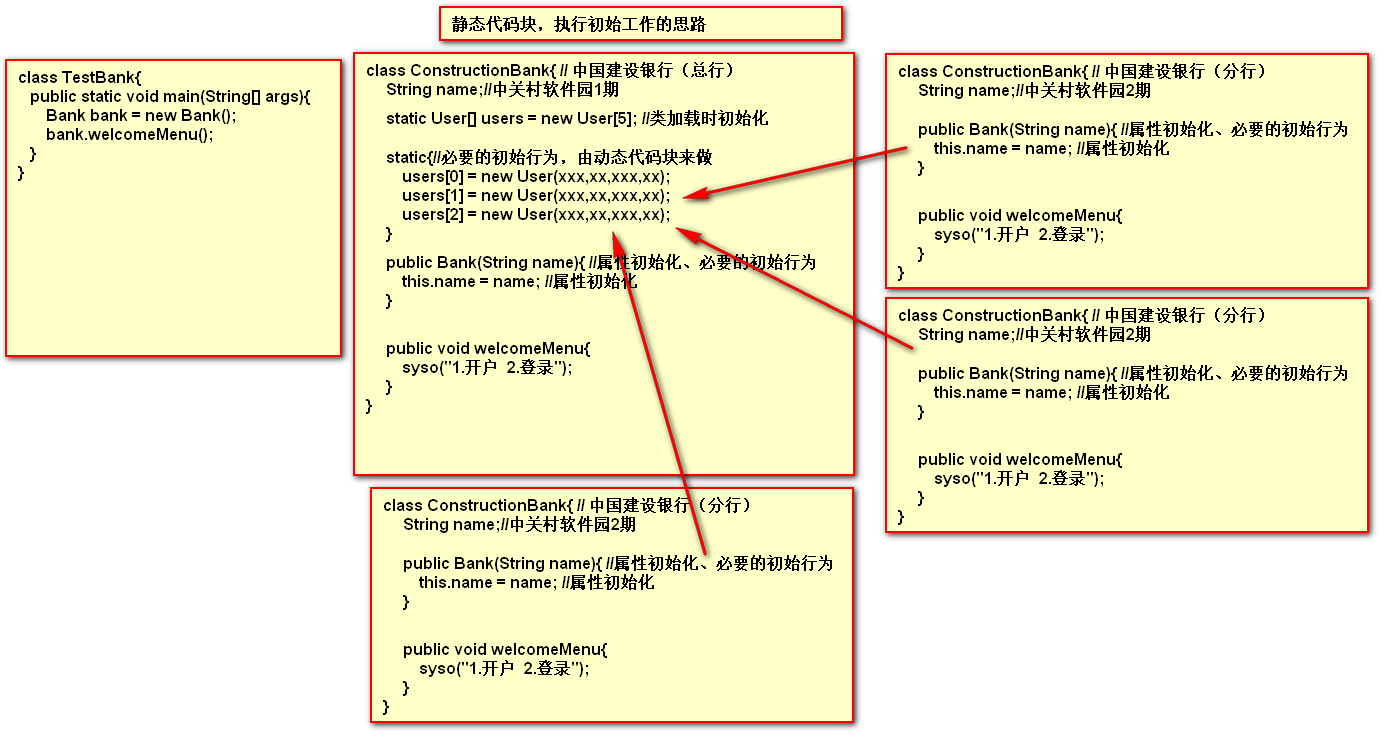 静态代码块，执行初始工作的思路
class TestBank{
public static void main(String[] args){
Bank bank = new Bank();
bank.welcomeMenu();
}
}
class ConstructionBank{ // 中国建设银行（总行）
String name;//中关村软件园1期
static User[] users = new User[5]; //类加载时初始化
static{//必要的初始行为，由动态代码块来做
users[0] = new User(xxx,xx,xxx,xx);
users[1] = new User(xxx,xx,xxx,xx);
users[2] = new User(xxx,xx,xxx,xx);
}
public Bank(String name){ //属性初始化、必要的初始行为
this.name = name; //属性初始化
}
public void welcomeMenu{
syso("1.开户 2.登录");
}
}
class ConstructionBank{ // 中国建设银行（分行）
String name;//中关村软件园2期
public Bank(String name){ //属性初始化、必要的初始行为
this.name = name; //属性初始化
}
public void welcomeMenu{
syso("1.开户 2.登录");
}
}
class ConstructionBank{ // 中国建设银行（分行）
String name;//中关村软件园2期
public Bank(String name){ //属性初始化、必要的初始行为
this.name = name; //属性初始化
}
public void welcomeMenu{
syso("1.开户 2.登录");
}
}
class ConstructionBank{ // 中国建设银行（分行）
String name;//中关村软件园2期
public Bank(String name){ //属性初始化、必要的初始行为
this.name = name; //属性初始化
}
public void welcomeMenu{
syso("1.开户 2.登录");
}
}